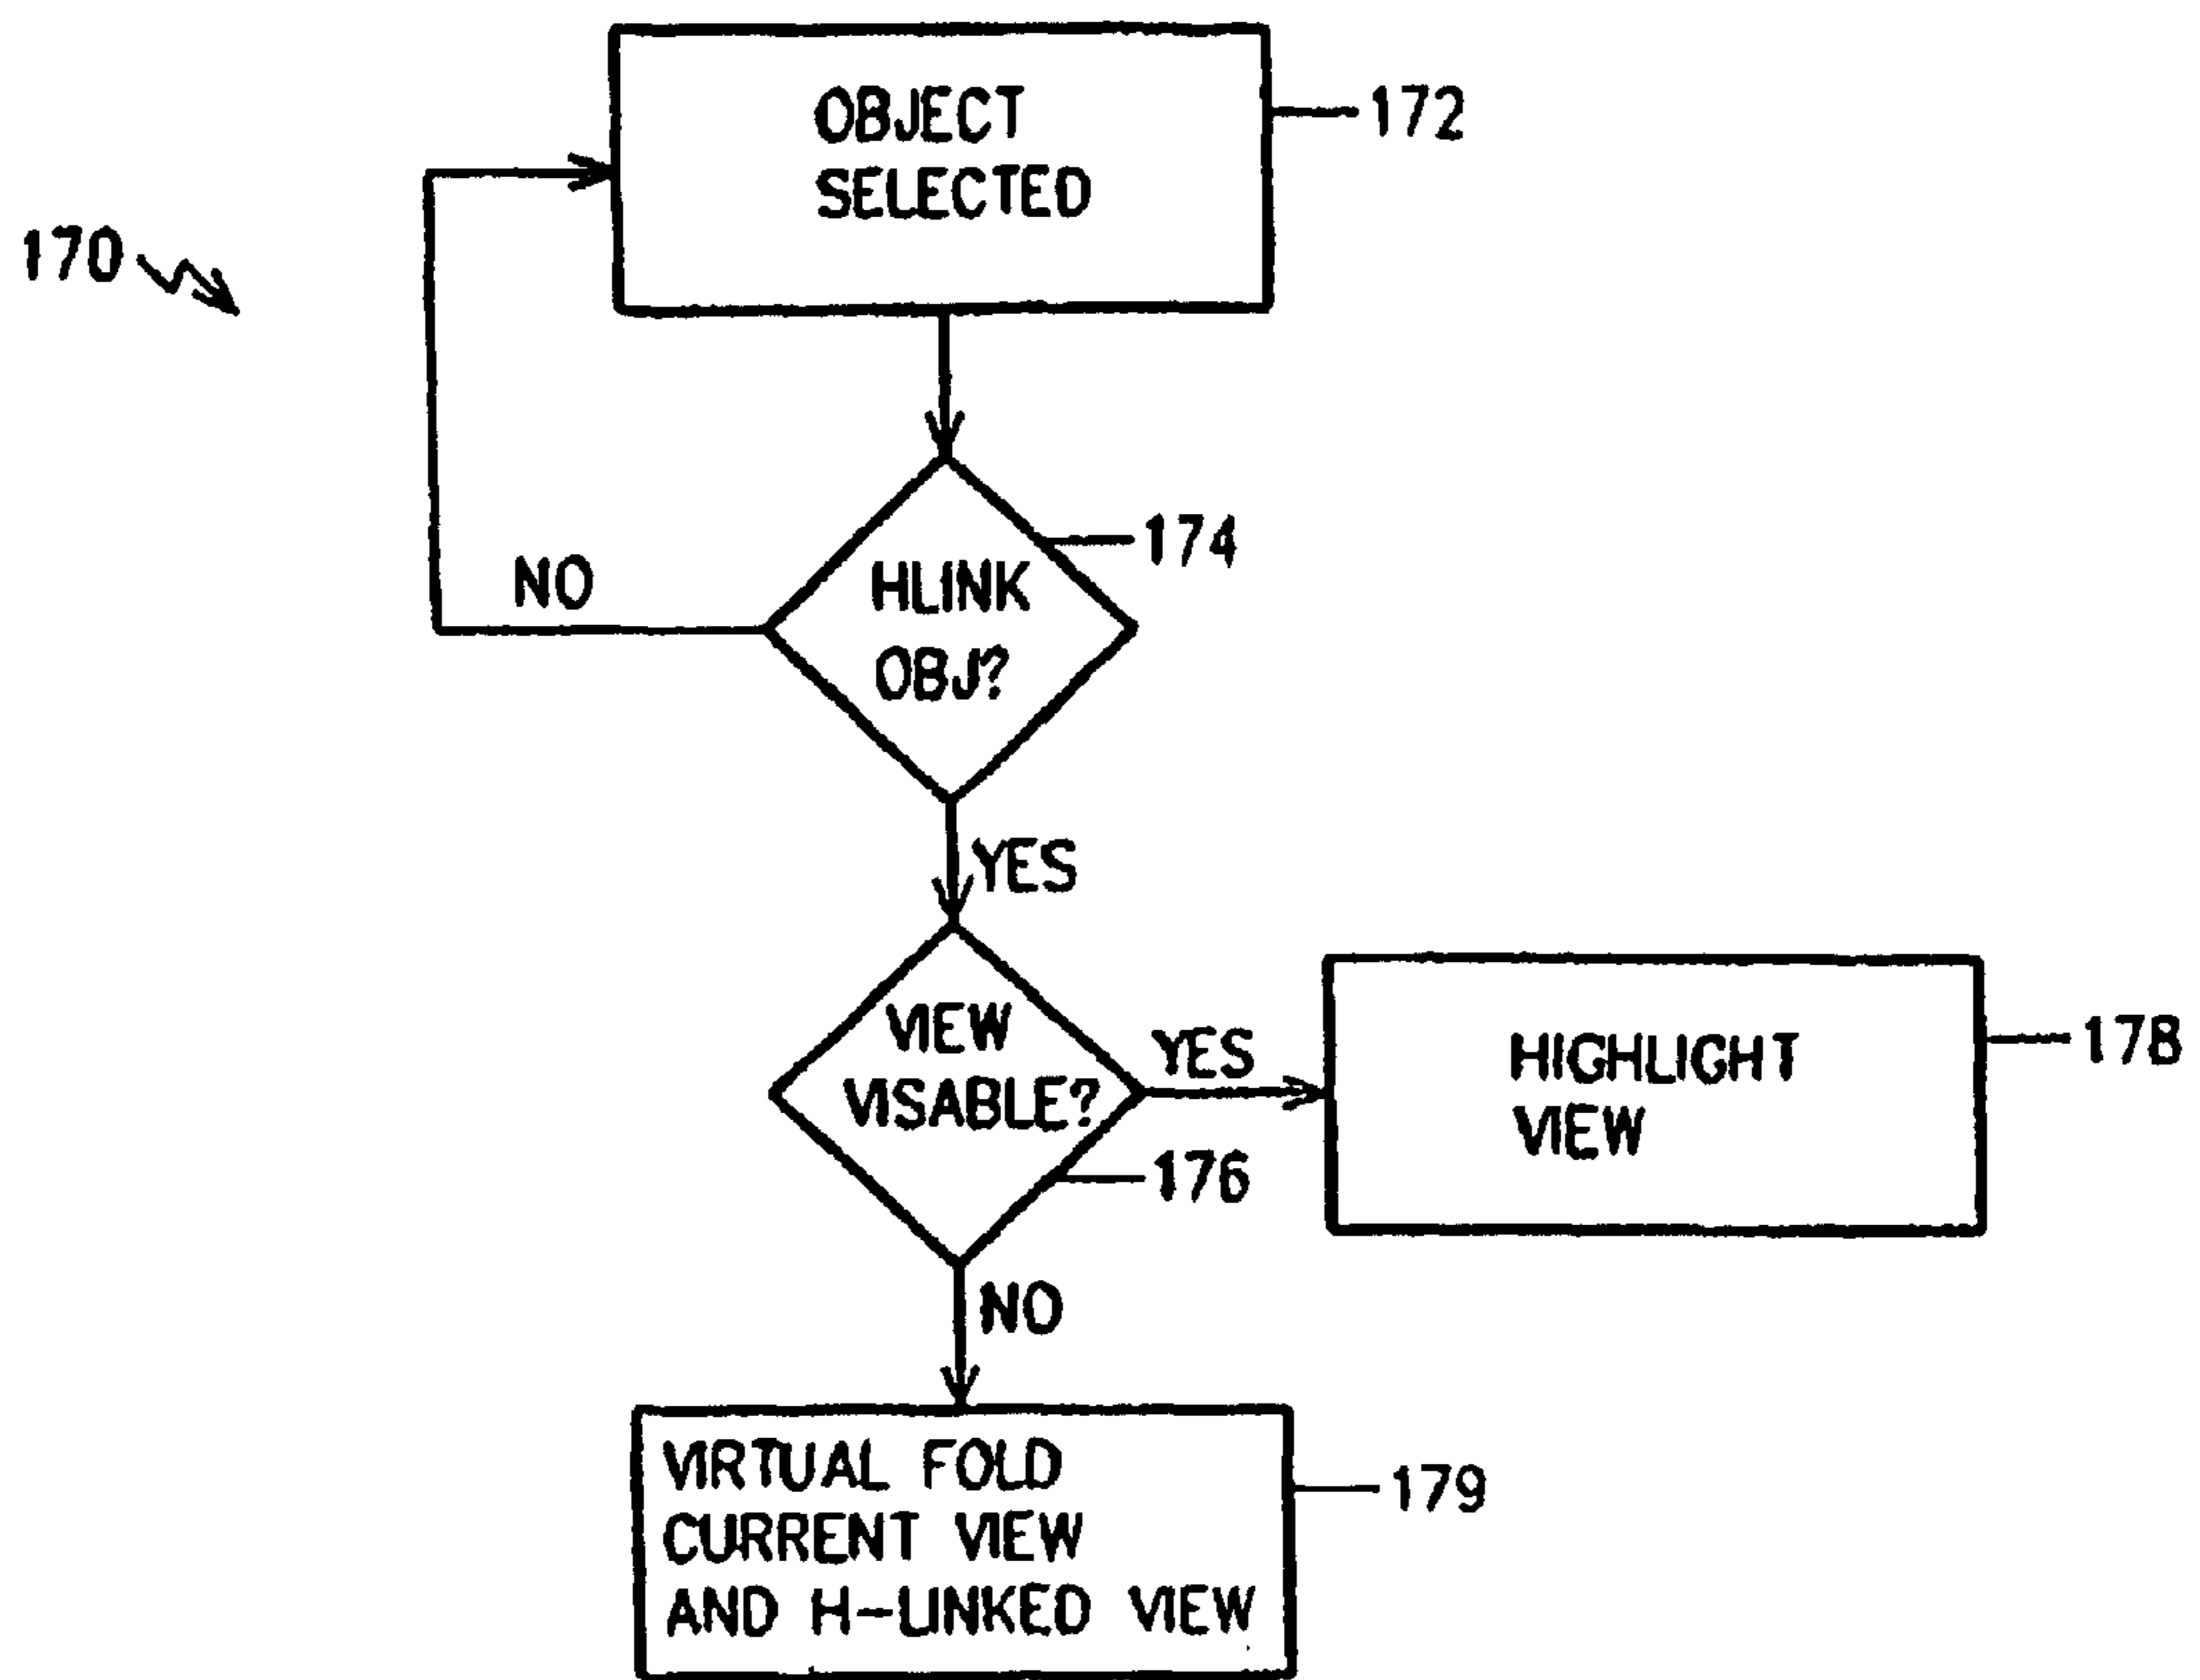 OBJECT
SELECTED
172
170
174
HLINK
OBJ?
NO
YES
VIEW
VISABLE?
YES
176
HIGHLIGHT
VIEW
178
NO
VIRTUAL FOLD
CURRENT VIEW
AND H-LINKED VIEW
179